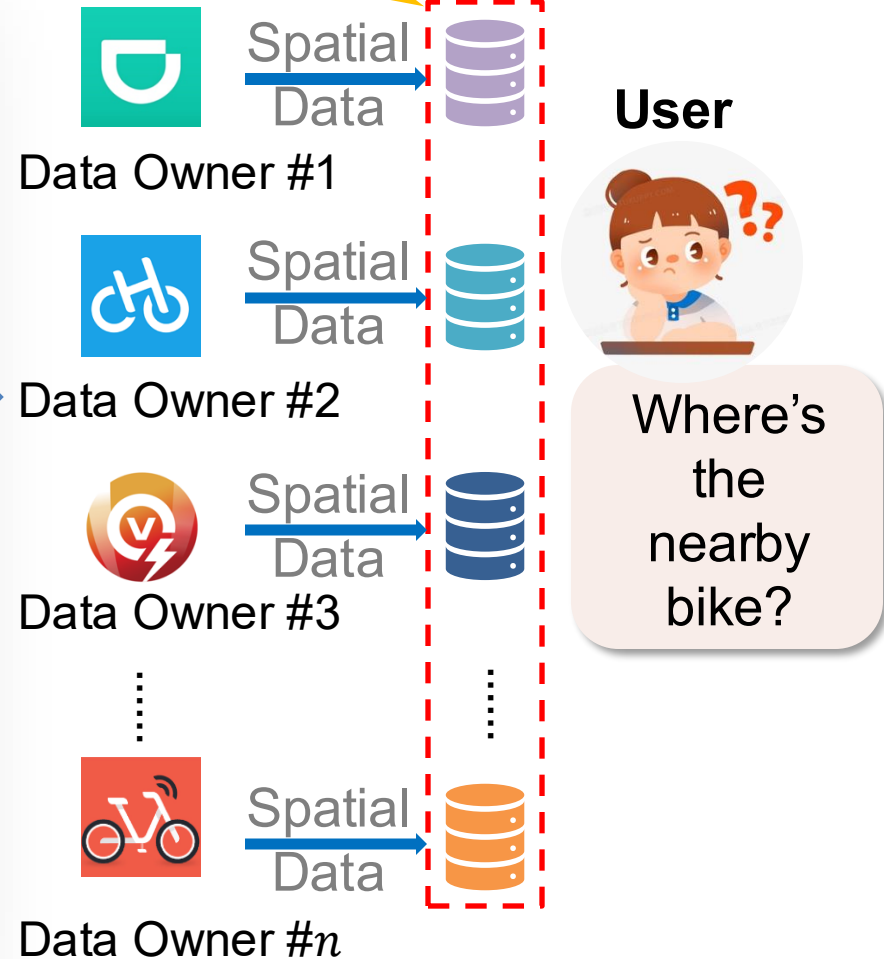 Spatial
Data
Data Owner #1
Spatial
Data
Data Owner #2
Spatial
Data
Data Owner #3
......
Spatial
Data
Data Owner #n
......
User
??
Where’s
the
nearby
bike?